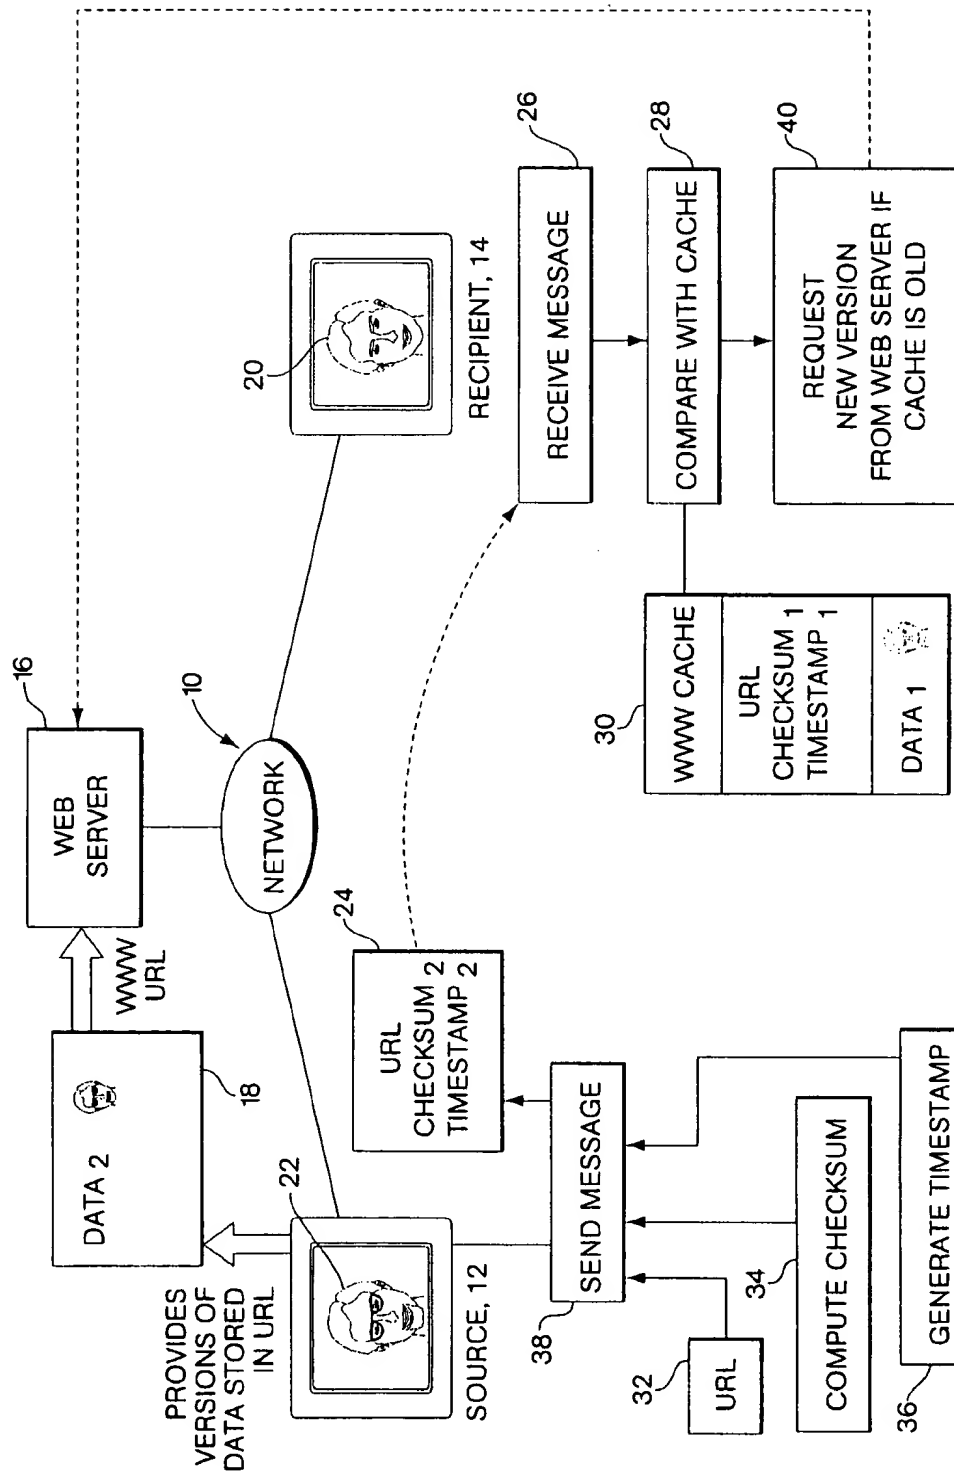 PROVIDES
VERSIONS OF
DATA STORED
IN URL
DATA 2
18
WWW
URL
WEB
SERVER
16
10
NETWORK
22
SOURCE, 12
20
RECIPIENT, 14
24
URL
CHECKSUM 2
TIMESTAMP 2
38
SEND MESSAGE
32
URL
34
COMPUTE CHECKSUM
36
GENERATE TIMESTAMP
26
RECEIVE MESSAGE
28
COMPARE WITH CACHE
30
WWW CACHE
URL
CHECKSUM 1
TIMESTAMP 1
DATA 1
40
REQUEST
NEW VERSION
FROM WEB SERVER IF
CACHE IS OLD